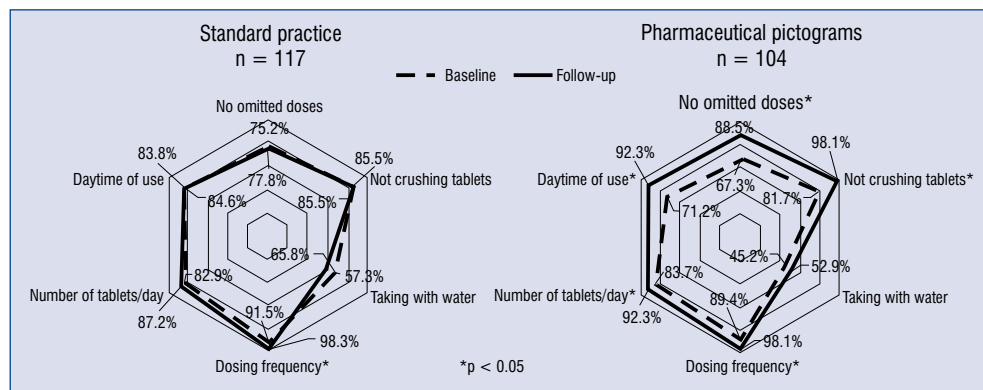 Standard practice
n = 117
Pharmaceutical pictograms
n = 104
Baseline
Follow-up
No omitted doses
75.2%
83.8%
85.5%
Daytime of use
77.8%
Not crushing tablets
84.6%
85.5%
65.8%
82.9%
57.3%
Number of tablets/day
Taking with water
87.2%
91.5%
98.3%
Dosing frequency*
No omitted doses*
88.5%
98.1%
92.3%
Daytime of use*
67.3%
81.7%
Not crushing tablets*
71.2%
45.2%
52.9%
83.7%
Number of tablets/day*
Taking with water
92.3%
89.4%
98.1%
Dosing frequency*
*p < 0.05